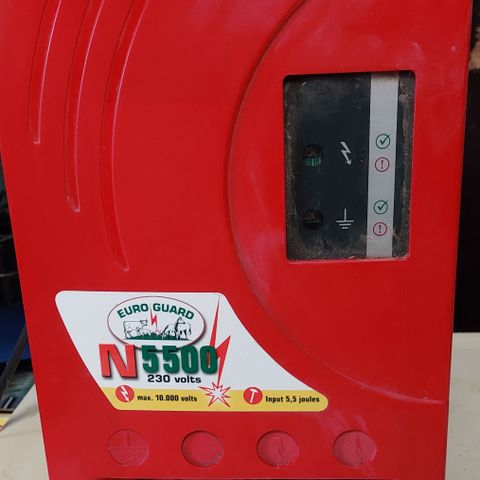 EURO GUARD
N5500
230 volts
max. 10.000 volts
Input 5,5 joules